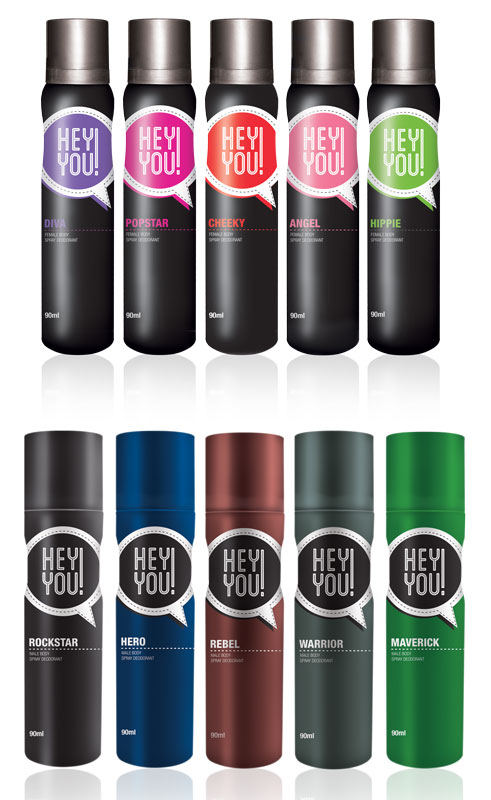 HEY
YOU!
DIVA
FEMALE BODY
SPRAY DEODORANT
90ml
HEY
YOU!
POPSTAR
FEMALE BODY
SPRAY DEODORANT
90ml
HEY
YOU!
CHEEKY
FEMALE BODY
SPRAY DEODORANT
90ml
HEY
YOU!
ANGEL
FEMALE BODY
SPRAY DEODORANT
90ml
HEY
YOU!
HIPPIE
FEMALE BODY
SPRAY DEODORANT
90ml
HEY
YOU!
ROCKSTAR
MALE BODY
SPRAY DEODORANT
90ml
HEY
YOU!
HERO
MALE BODY
SPRAY DEODORANT
90ml
HEY
YOU!
REBEL
MALE BODY
SPRAY DEODORANT
90ml
HEY
YOU!
WARRIOR
MALE BODY
SPRAY DEODORANT
90ml
HEY
YOU!
MAVERICK
MALE BODY
SPRAY DEODORANT
90ml